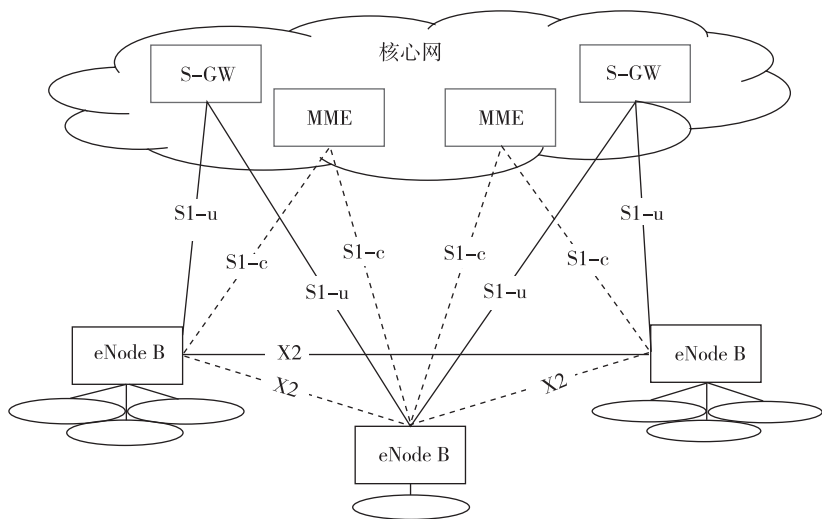 核心网
S-GW
S-GW
MME
MME
S1-u
S1-u
S1-c
S1-c
S1-c
S1-c
S1-u
S1-u
eNode B
X2
eNode B
X2
X2
eNode B